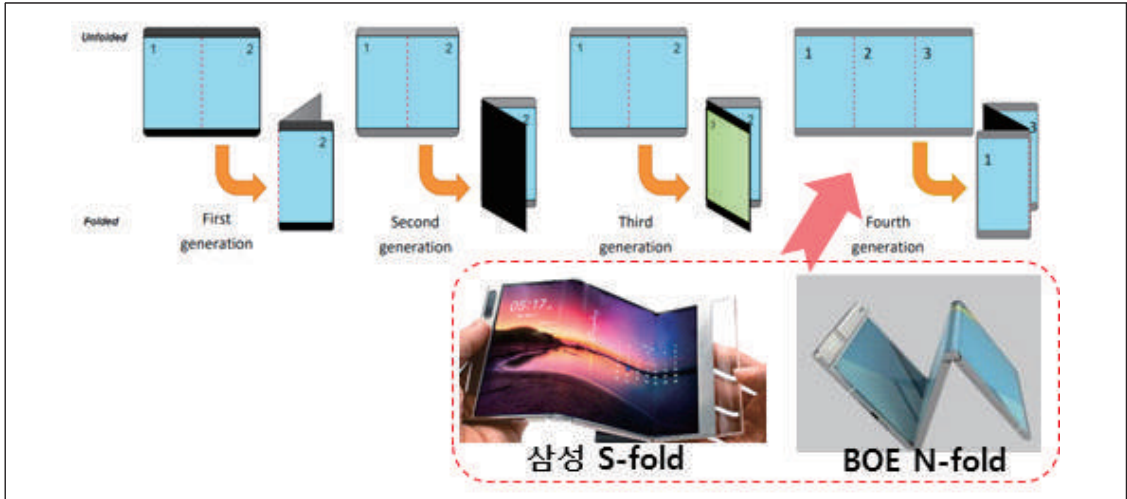 Unfolded
1
2
1
2
1
2
1
2
3
2
2
3
2
1
3
Folded
First
generation
Second
generation
Third
generation
Fourth
generation
05:17
삼성 S-fold
BOE N-fold